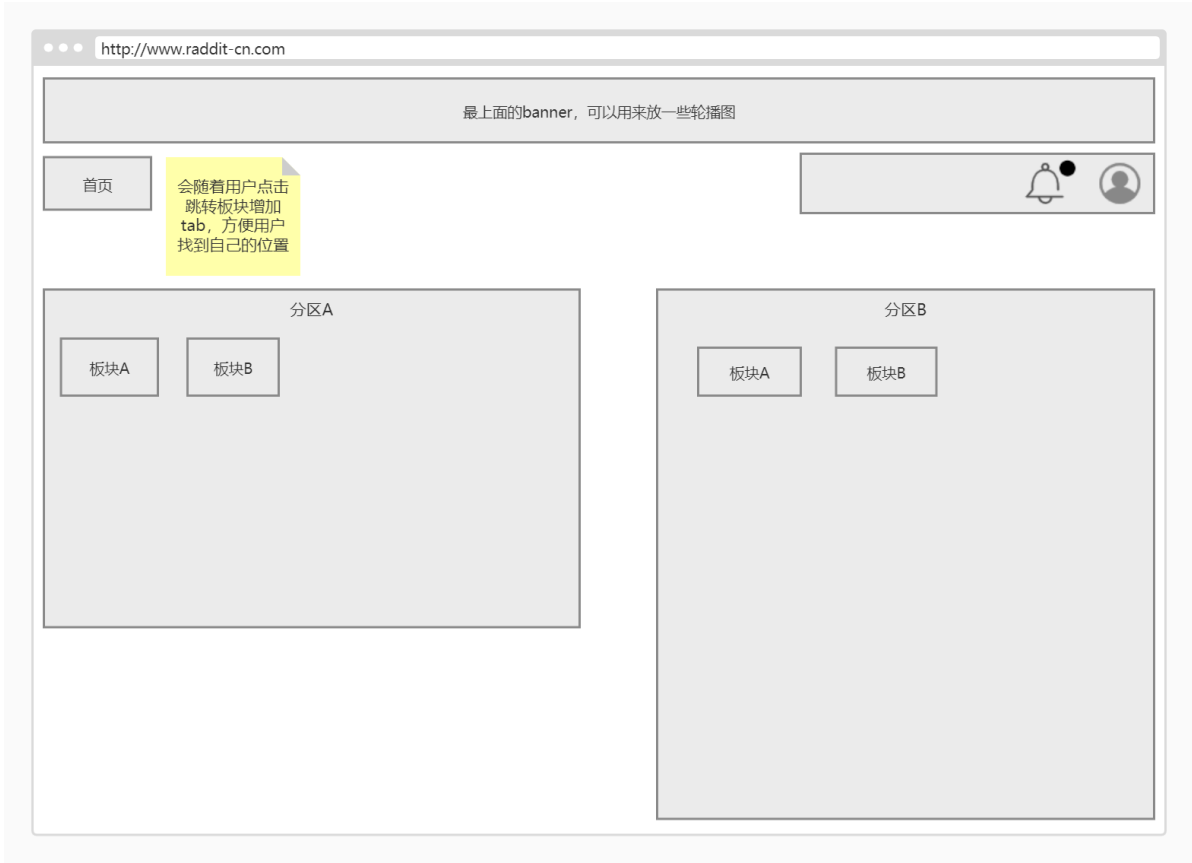 http://www.raddit-cn.com
最上面的banner，可以用来放一些轮播图
首页
会随着用户点击
跳转板块增加
tab，方便用户
找到自己的位置
分区A
板块A
板块B
分区B
板块A
板块B